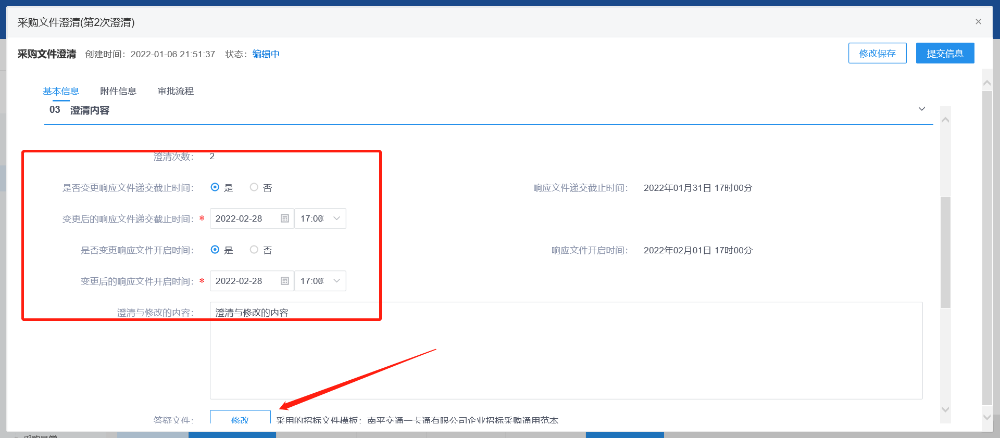 采购文件澄清(第2次澄清)
采购文件澄清 创建时间：2022-01-06 21:51:37 状态：编辑中 修改保存 提交信息
基本信息 附件信息 审批流程
03 澄清内容
澄清次数： 2
是否变更响应文件递交截止时间： 是 否 响应文件递交截止时间： 2022年01月31日 17时00分
变更后的响应文件递交截止时间：* 2022-02-28 17:00
是否变更响应文件开启时间： 是 否 响应文件开启时间： 2022年02月01日 17时00分
变更后的响应文件开启时间：* 2022-02-28 17:00
澄清与修改的内容： 澄清与修改的内容
答疑文件： 修改 采用的招标文件模板：南平交通一卡通有限公司企业招标采购通用范本